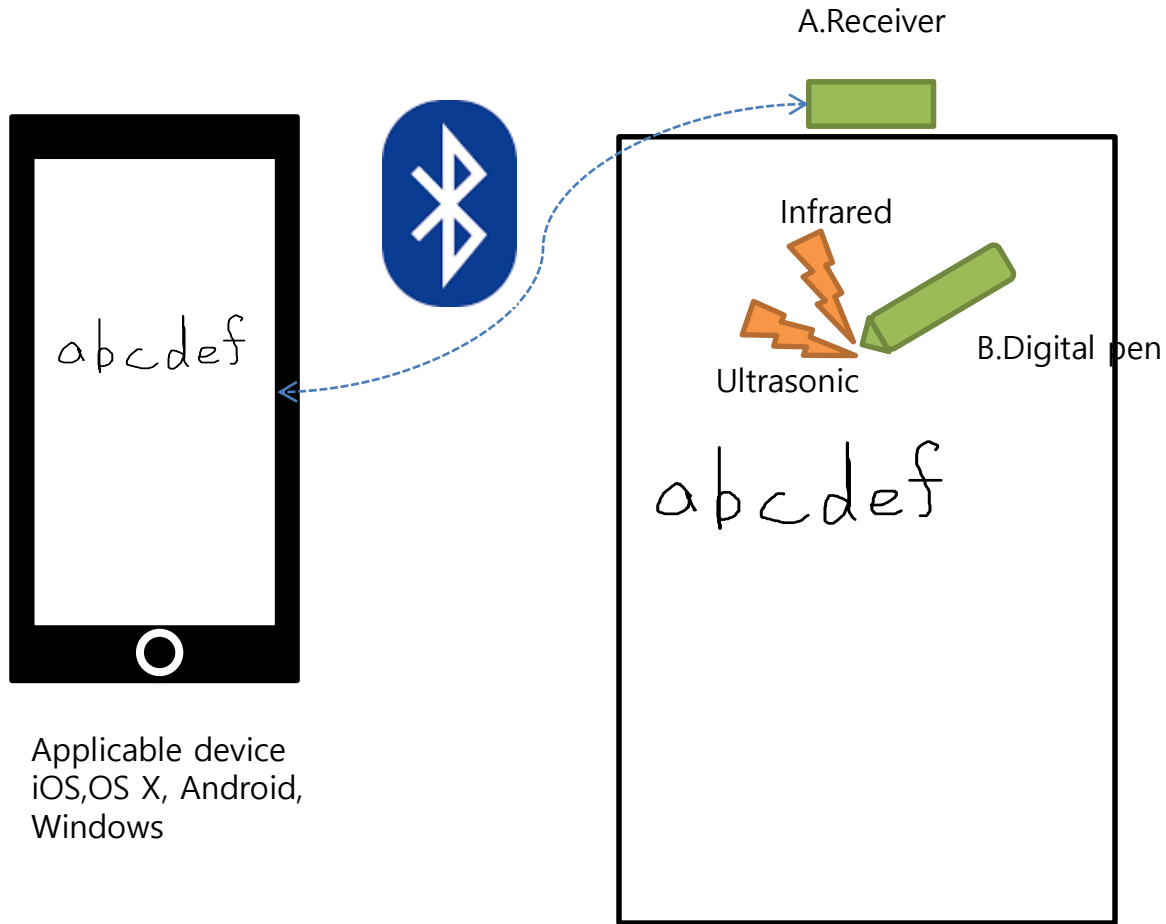 A.Receiver
Infrared
B.Digital pen
Ultrasonic
abcdef
abcdef
Applicable device
iOS,OS X, Android,
Windows